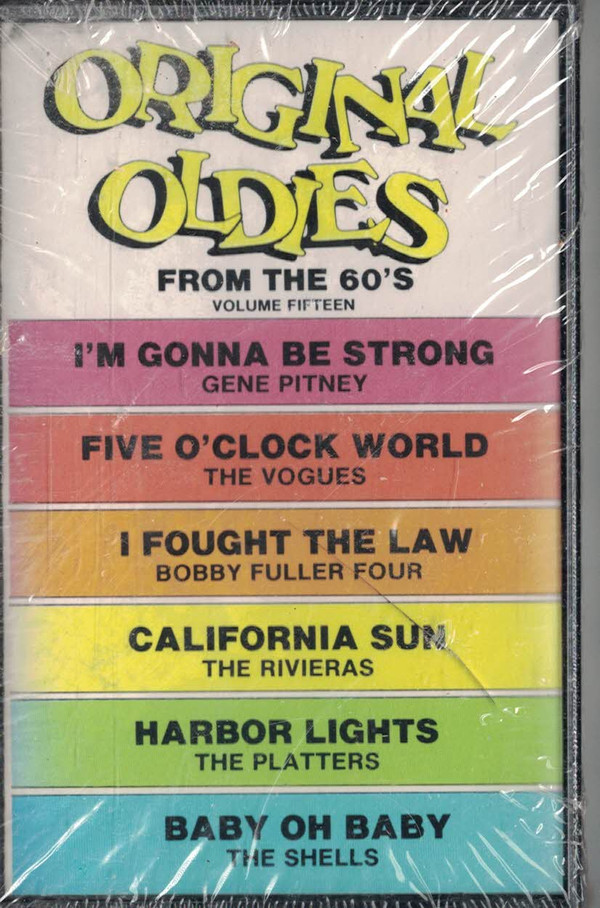 ORIGINAL
OLDIES
FROM THE 60'S
VOLUME FIFTEEN
I'M GONNA BE STRONG
GENE PITNEY
FIVE O'CLOCK WORLD
THE VOGUES
I FOUGHT THE LAW
BOBBY FULLER FOUR
CALIFORNIA SUN
THE RIVIERAS
HARBOR LIGHTS
THE PLATTERS
BABY OH BABY
THE SHELLS